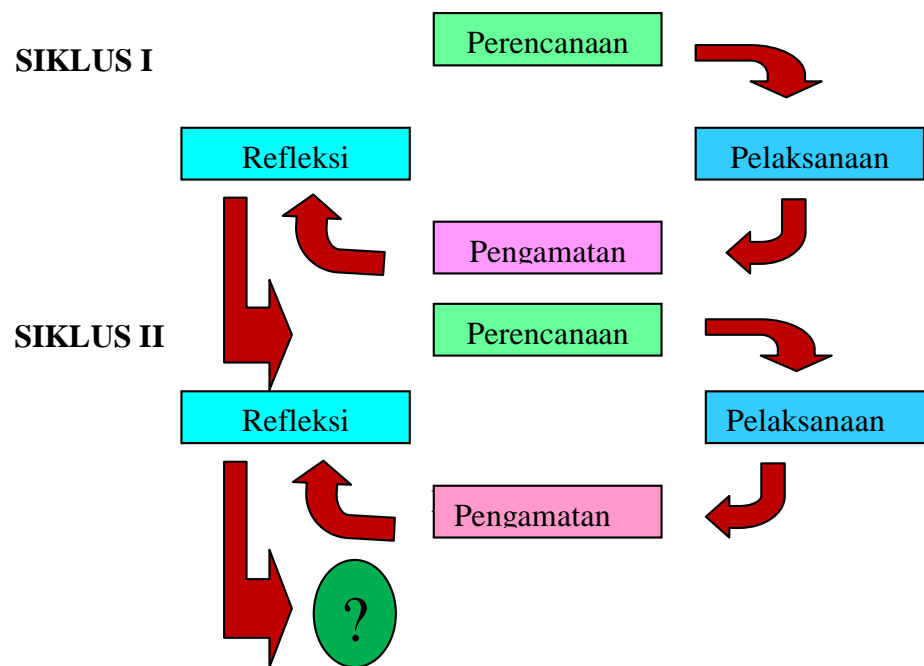 SIKLUS I
Perencanaan
Refleksi
Pelaksanaan
Pengamatan
SIKLUS II
Perencanaan
Refleksi
Pelaksanaan
Pengamatan
?